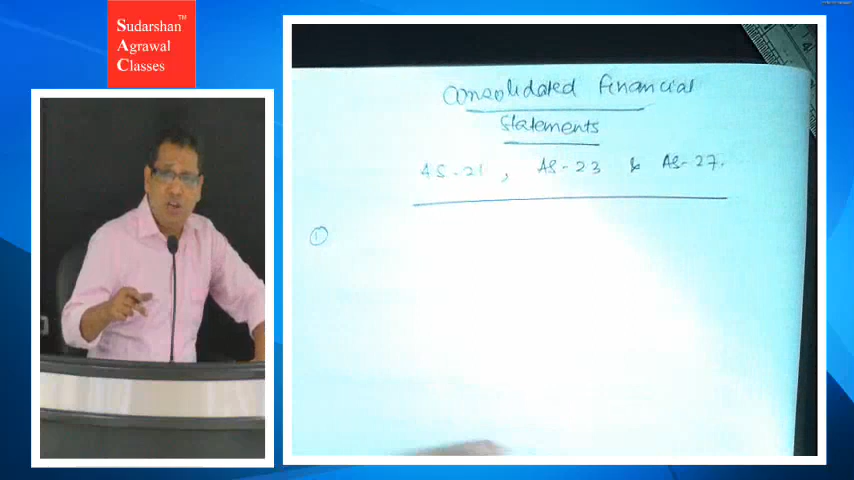 Sudarshan™
Agrawal
Classes
Consolidated Financial
Statements
AS-21, AS-23 & AS-27.
①